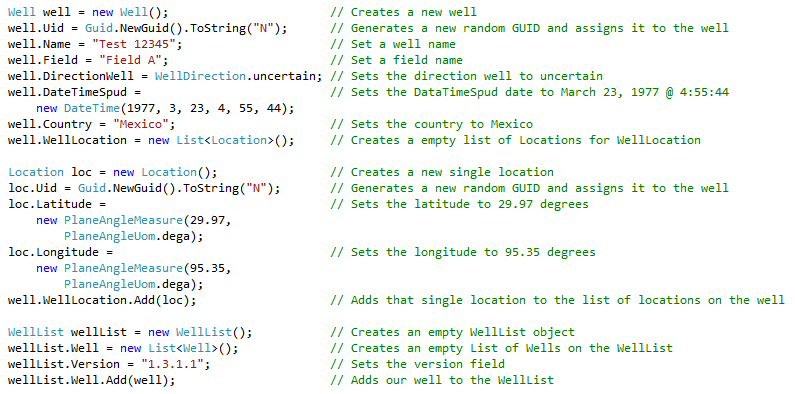 Well well = new Well();                       // Creates a new well
well.Uid = Guid.NewGuid().ToString("N");      // Generates a new random GUID and assigns it to the well
well.Name = "Test 12345";                     // Set a well name
well.Field = "Field A";                       // Set a field name
well.DirectionWell = WellDirection.uncertain; // Sets the direction well to uncertain
well.DateTimeSpud =                           // Sets the DataTimeSpud date to March 23, 1977 @ 4:55:44
    new DateTime(1977, 3, 23, 4, 55, 44);
well.Country = "Mexico";                      // Sets the country to Mexico
well.WellLocation = new List<Location>();     // Creates a empty list of Locations for WellLocation

Location loc = new Location();                // Creates a new single location
loc.Uid = Guid.NewGuid().ToString("N");       // Generates a new random GUID and assigns it to the well
loc.Latitude =                                // Sets the latitude to 29.97 degrees
    new PlaneAngleMeasure(29.97,
        PlaneAngleUom.dega);
loc.Longitude =                               // Sets the longitude to 95.35 degrees
    new PlaneAngleMeasure(95.35,
        PlaneAngleUom.dega);
well.WellLocation.Add(loc);                   // Adds that single location to the list of locations on the well

WellList wellList = new WellList();           // Creates an empty WellList object
wellList.Well = new List<Well>();             // Creates an empty List of Wells on the WellList
wellList.Version = "1.3.1.1";                 // Sets the version field
wellList.Well.Add(well);                      // Adds our well to the WellList